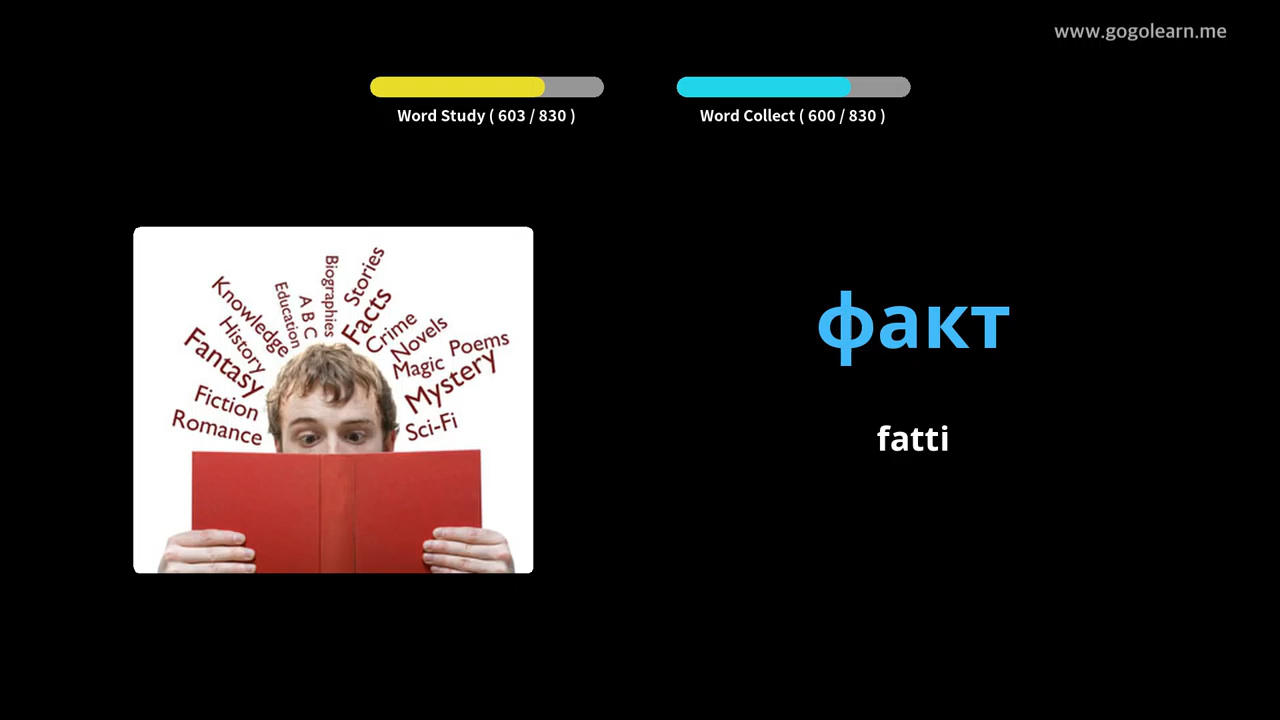 www.gogolearn.me
Word Study ( 603 / 830 )
Word Collect ( 600 / 830 )
Knowledge
Education
A B C
Biographies
Stories
Facts
History
Crime
Novels
Fantasy
Magic
Poems
Fiction
Mystery
Romance
Sci-Fi
факт
fatti